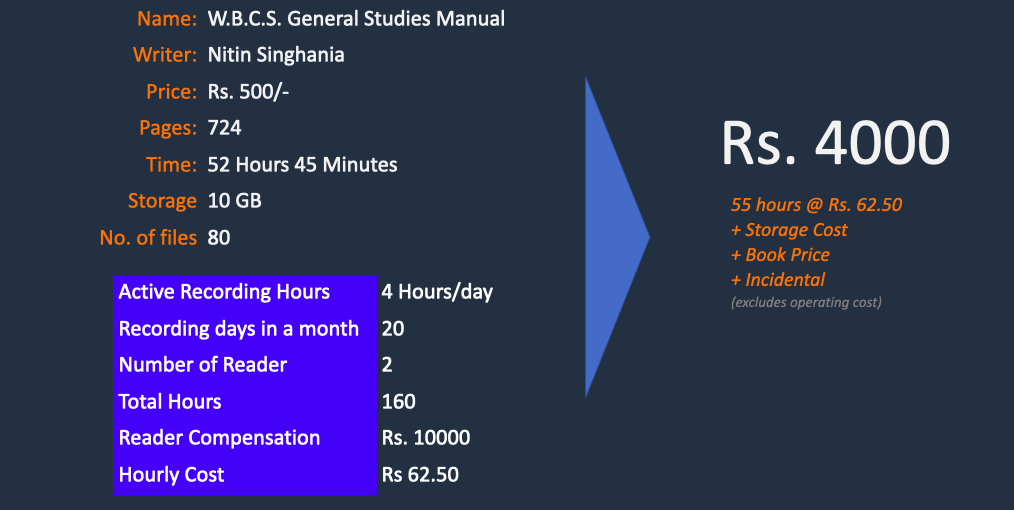 Name: W.B.C.S. General Studies Manual
Writer: Nitin Singhania
Price: Rs. 500/-
Pages: 724
Time: 52 Hours 45 Minutes
Storage 10 GB
No. of files 80
Active Recording Hours 4 Hours/day
Recording days in a month 20
Number of Reader 2
Total Hours 160
Reader Compensation Rs. 10000
Hourly Cost Rs 62.50
Rs. 4000
55 hours @ Rs. 62.50
+ Storage Cost
+ Book Price
+ Incidental
(excludes operating cost)